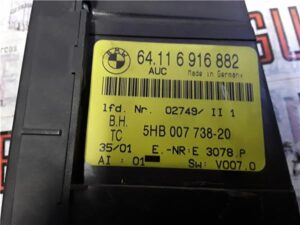 BMW
64.11 6 916 882
AUC
Made in Germany
lfd. Nr. 02749/ II 1
B.H.
TC 5HB 007 738-20
35/01 E.-NR:E 3078.P
AI : 01 Sw: V007.0